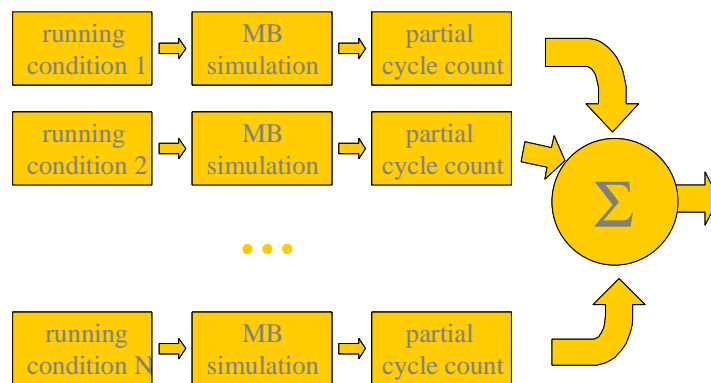 running
condition 1
MB
simulation
partial
cycle count
running
condition 2
MB
simulation
partial
cycle count
Σ
...
running
condition N
MB
simulation
partial
cycle count